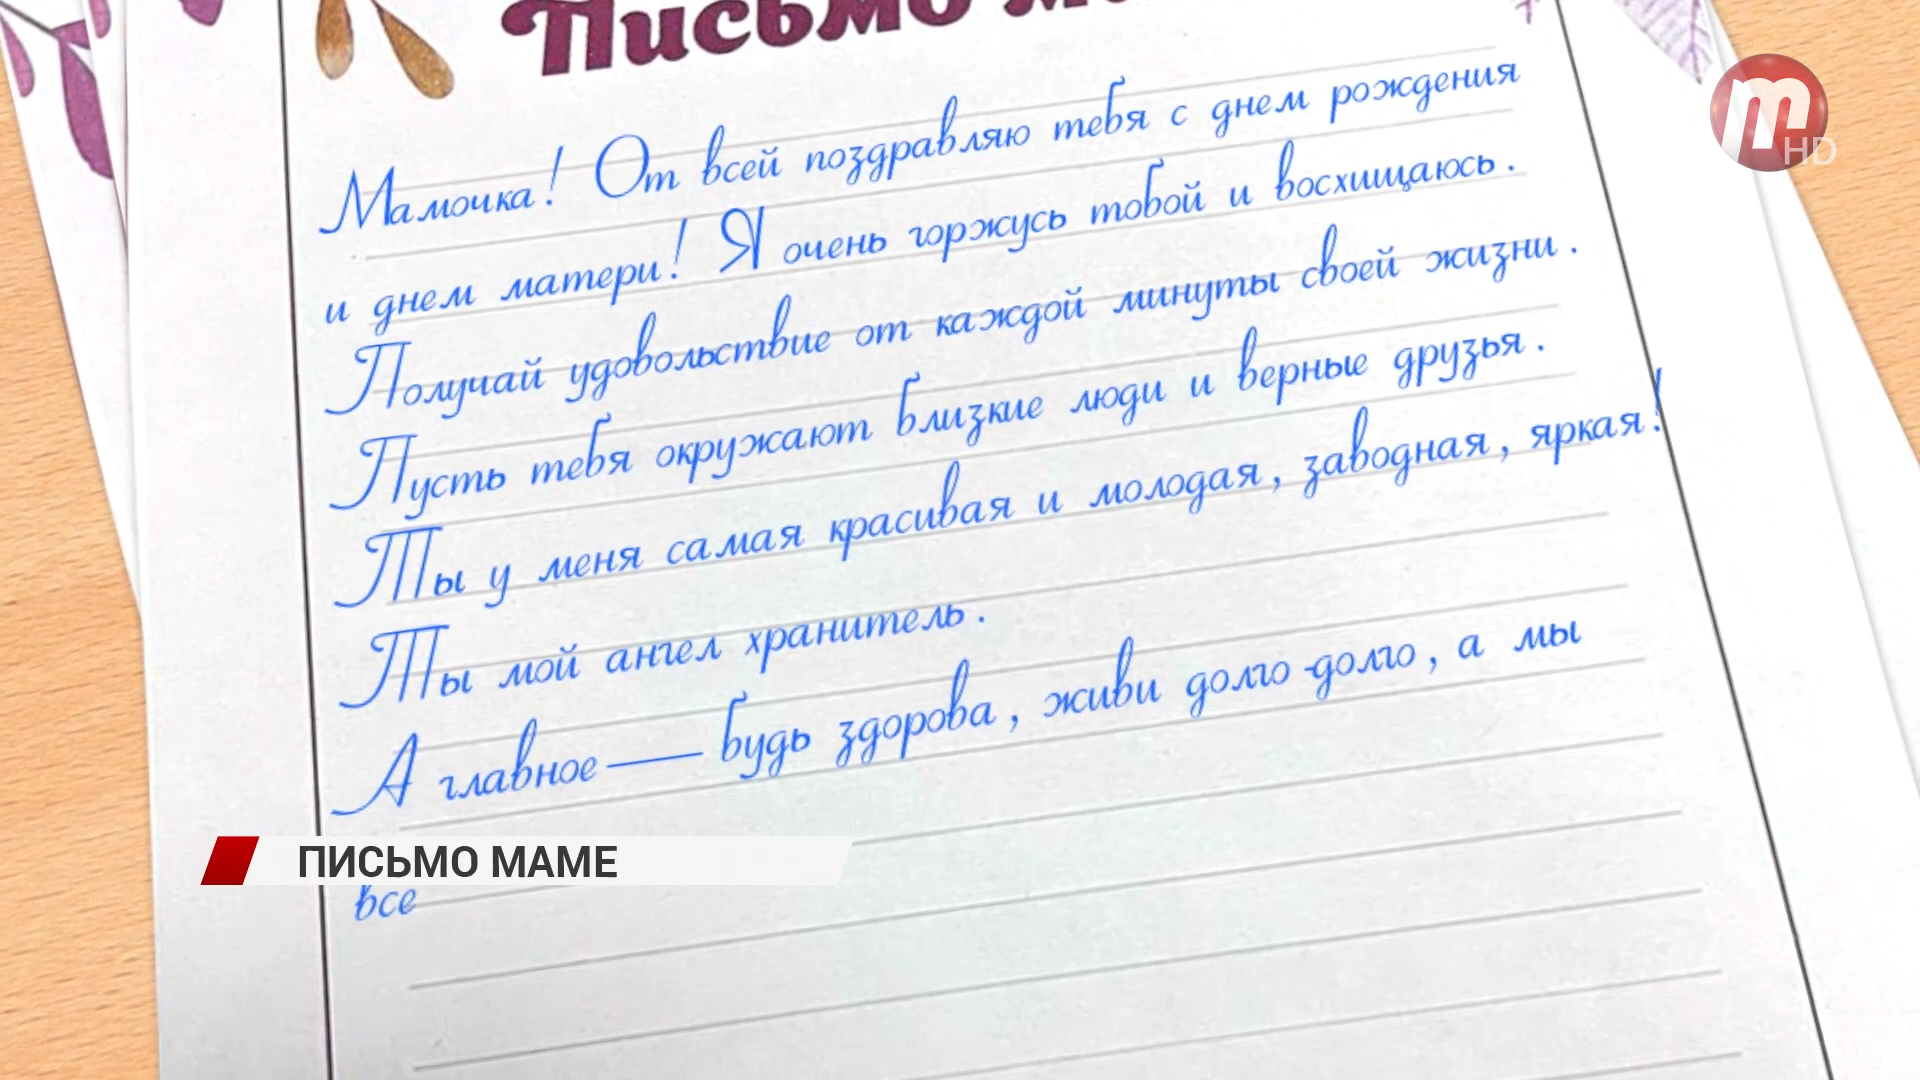 Письмо
Мамочка! От всей поздравляю тебя с днем рождения
и днем матери! Я очень горжусь тобой и восхищаюсь.
Получай удовольствие от каждой минуты своей жизни.
Пусть тебя окружают близкие люди и верные друзья.
Ты у меня самая красивая и молодая, заводная, яркая!
Ты мой ангел хранитель.
А главное — будь здорова, живи долго-долго, а мы
все
ПИСЬМО МАМЕ
m HD